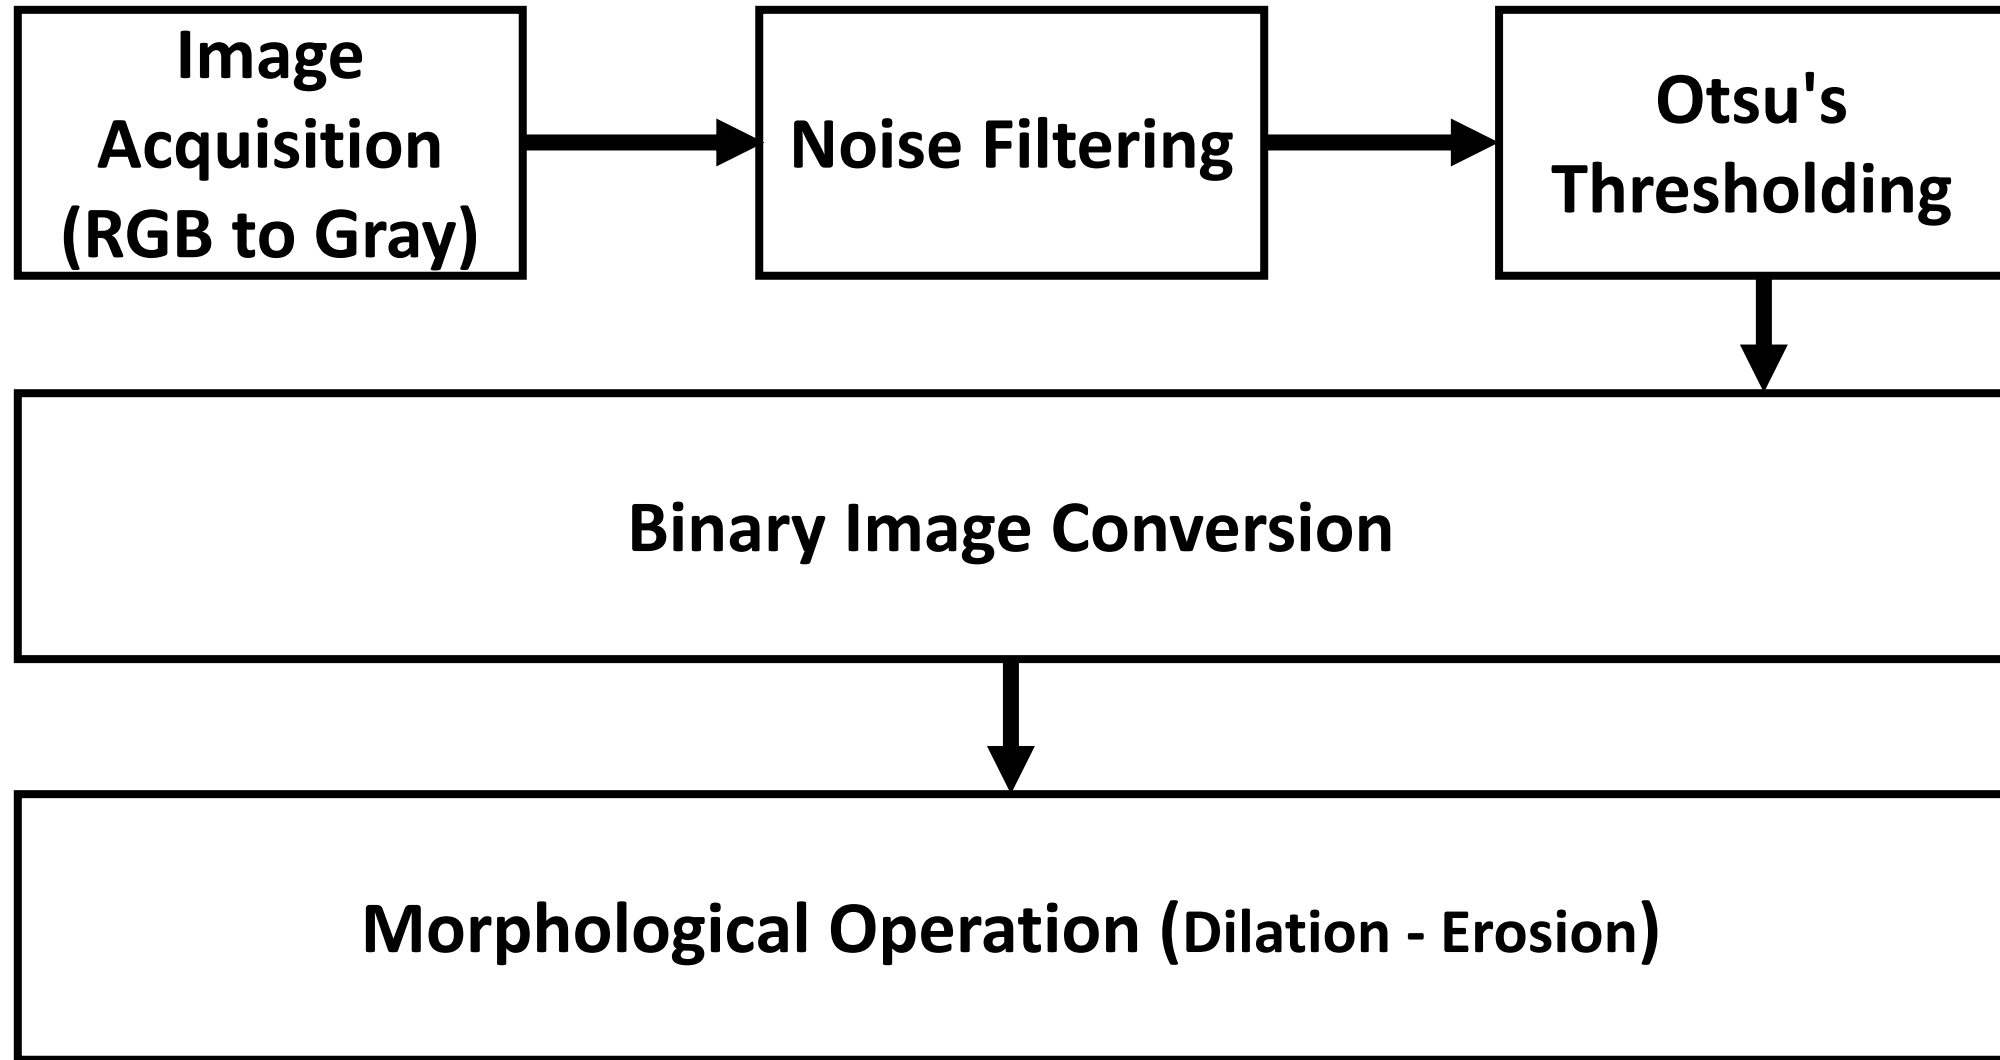 Image
Acquisition
(RGB to Gray)
Noise Filtering
Otsu's
Thresholding
Binary Image Conversion
Morphological Operation (Dilation - Erosion)